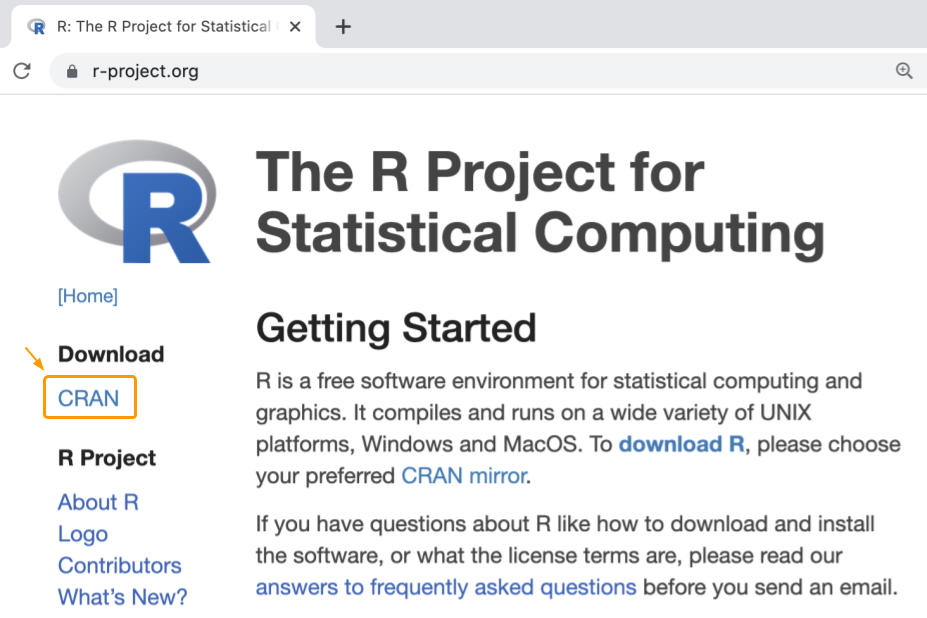 R: The R Project for Statistical
r-project.org
R
The R Project for
Statistical Computing
[Home]
Download
CRAN
R Project
About R
Logo
Contributors
What's New?
Getting Started
R is a free software environment for statistical computing and
graphics. It compiles and runs on a wide variety of UNIX
platforms, Windows and MacOS. To download R, please choose
your preferred CRAN mirror.
If you have questions about R like how to download and install
the software, or what the license terms are, please read our
answers to frequently asked questions before you send an email.